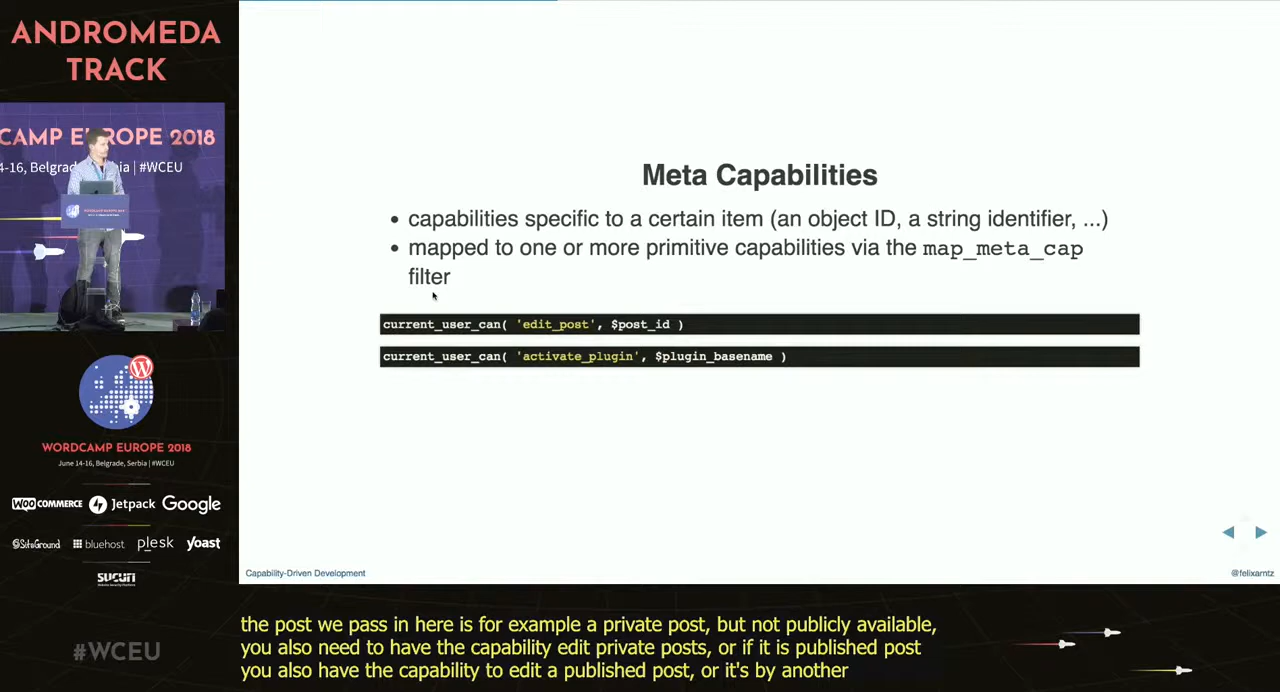 ANDROMEDA
TRACK
CAMP EUROPE 2018
4-16, Belgrade, Serbia | #WCEU
WORDCAMP EUROPE 2018
June 14-16, Belgrade, Serbia | #WCEU
WOO COMMERCE Jetpack Google
SiteGround bluehost plesk yoast
SUCURI
#WCEU
Meta Capabilities
• capabilities specific to a certain item (an object ID, a string identifier, ...)
• mapped to one or more primitive capabilities via the map_meta_cap
filter
current_user_can( 'edit_post', $post_id )
current_user_can( 'activate_plugin', $plugin_basename )
Capability-Driven Development
@felixarntz
the post we pass in here is for example a private post, but not publicly available,
you also need to have the capability edit private posts, or if it is published post
you also have the capability to edit a published post, or it's by another